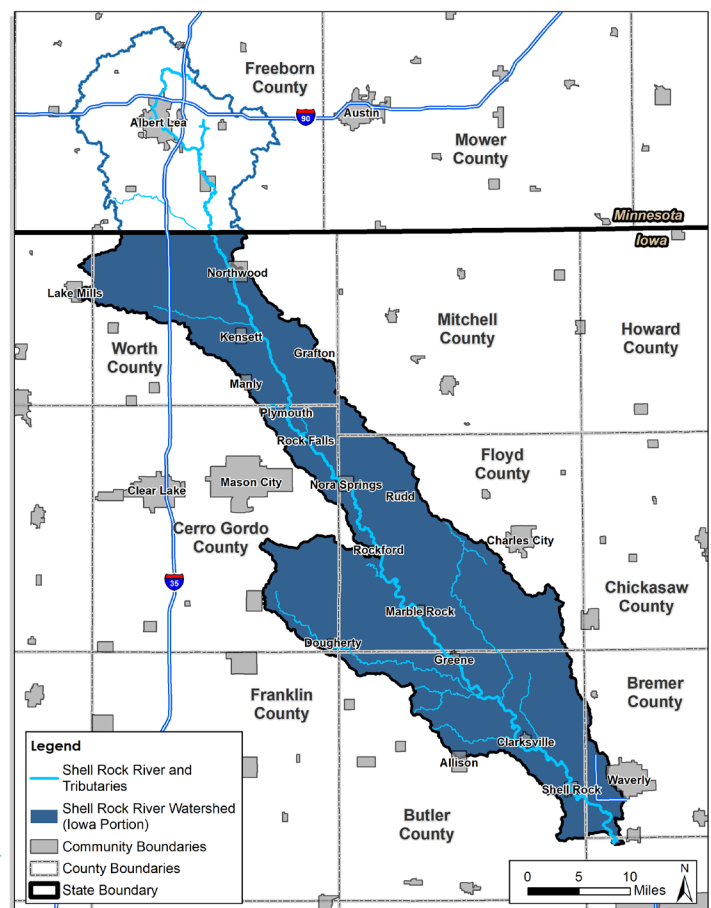 Freeborn
County
Albert Lea
90
Austin
Mower
County
Minnesota
Iowa
Northwood
Lake Mills
Mitchell
County
Howard
County
Kensett
Worth
County
Grafton
Manly
Plymouth
Rock Falls
Floyd
County
Mason City
Clear Lake
Nora Springs
Rudd
Cerro Gordo
County
Charles City
Rockford
35
Chickasaw
County
Marble Rock
Dougherty
Greene
Franklin
County
Bremer
County
Clarksville
Allison
Waverly
Shell Rock
Butler
County
Legend
Shell Rock River and
Tributaries
Shell Rock River Watershed
(Iowa Portion)
Community Boundaries
County Boundaries
State Boundary
N
0 5 10
Miles